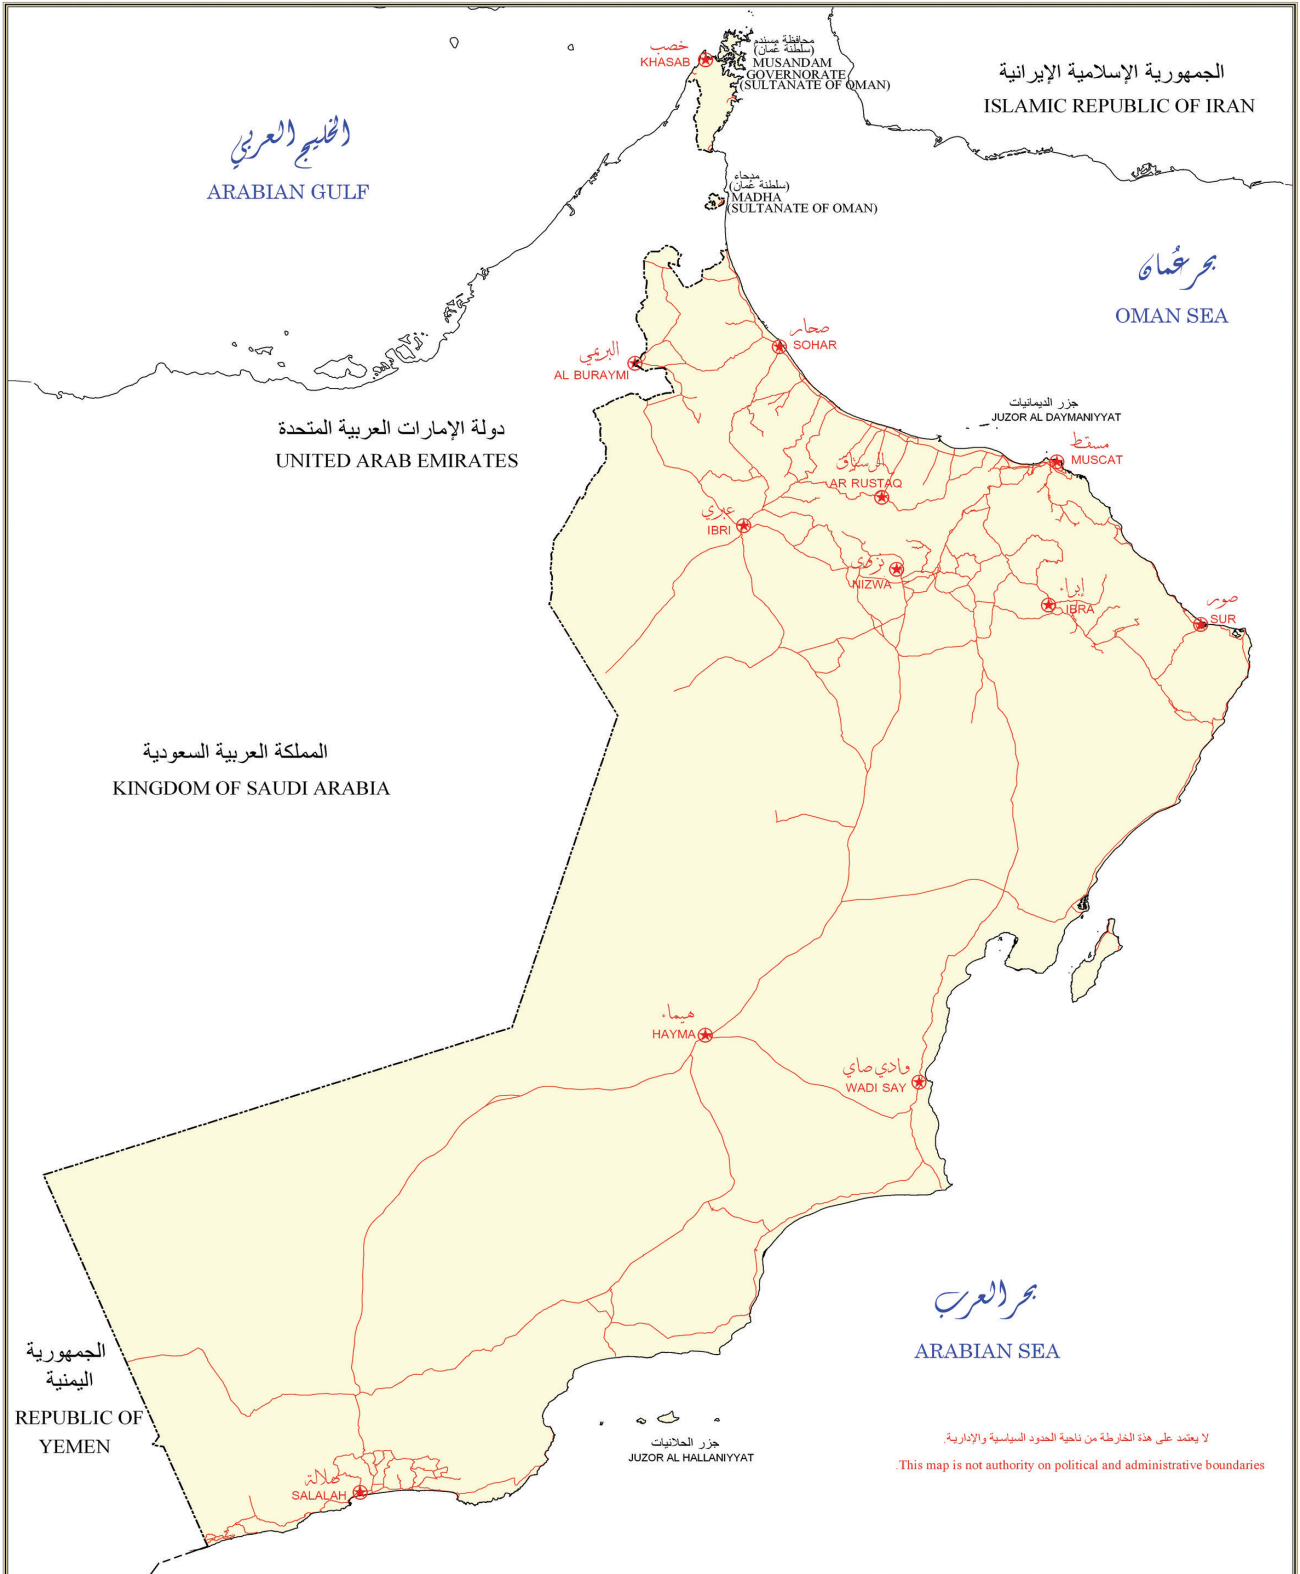 خصب
KHASAB
محافظة مسندم
(سلطنة عُمان)
MUSANDAM
GOVERNORATE
(SULTANATE OF OMAN)
الجمهورية الإسلامية الإيرانية
ISLAMIC REPUBLIC OF IRAN
الخليج العربي
ARABIAN GULF
مدحاء
(سلطنة عُمان)
MADHA
(SULTANATE OF OMAN)
بحر عُمان
OMAN SEA
صحار
SOHAR
البريمي
AL BURAYMI
جزر الديمانيات
JUZOR AL DAYMANIYYAT
دولة الإمارات العربية المتحدة
UNITED ARAB EMIRATES
مسقط
MUSCAT
الرستاق
AR RUSTAQ
عبري
IBRI
نزوى
NIZWA
إبراء
IBRA
صور
SUR
المملكة العربية السعودية
KINGDOM OF SAUDI ARABIA
هيماء
HAYMA
وادي صاي
WADI SAY
بحر العرب
ARABIAN SEA
الجمهورية
اليمنية
REPUBLIC OF
YEMEN
جزر الحلانيات
JUZOR AL HALLANIYYAT
صلالة
SALALAH
لا يعتمد على هذة الخارطة من ناحية الحدود السياسية والإدارية.
.This map is not authority on political and administrative boundaries